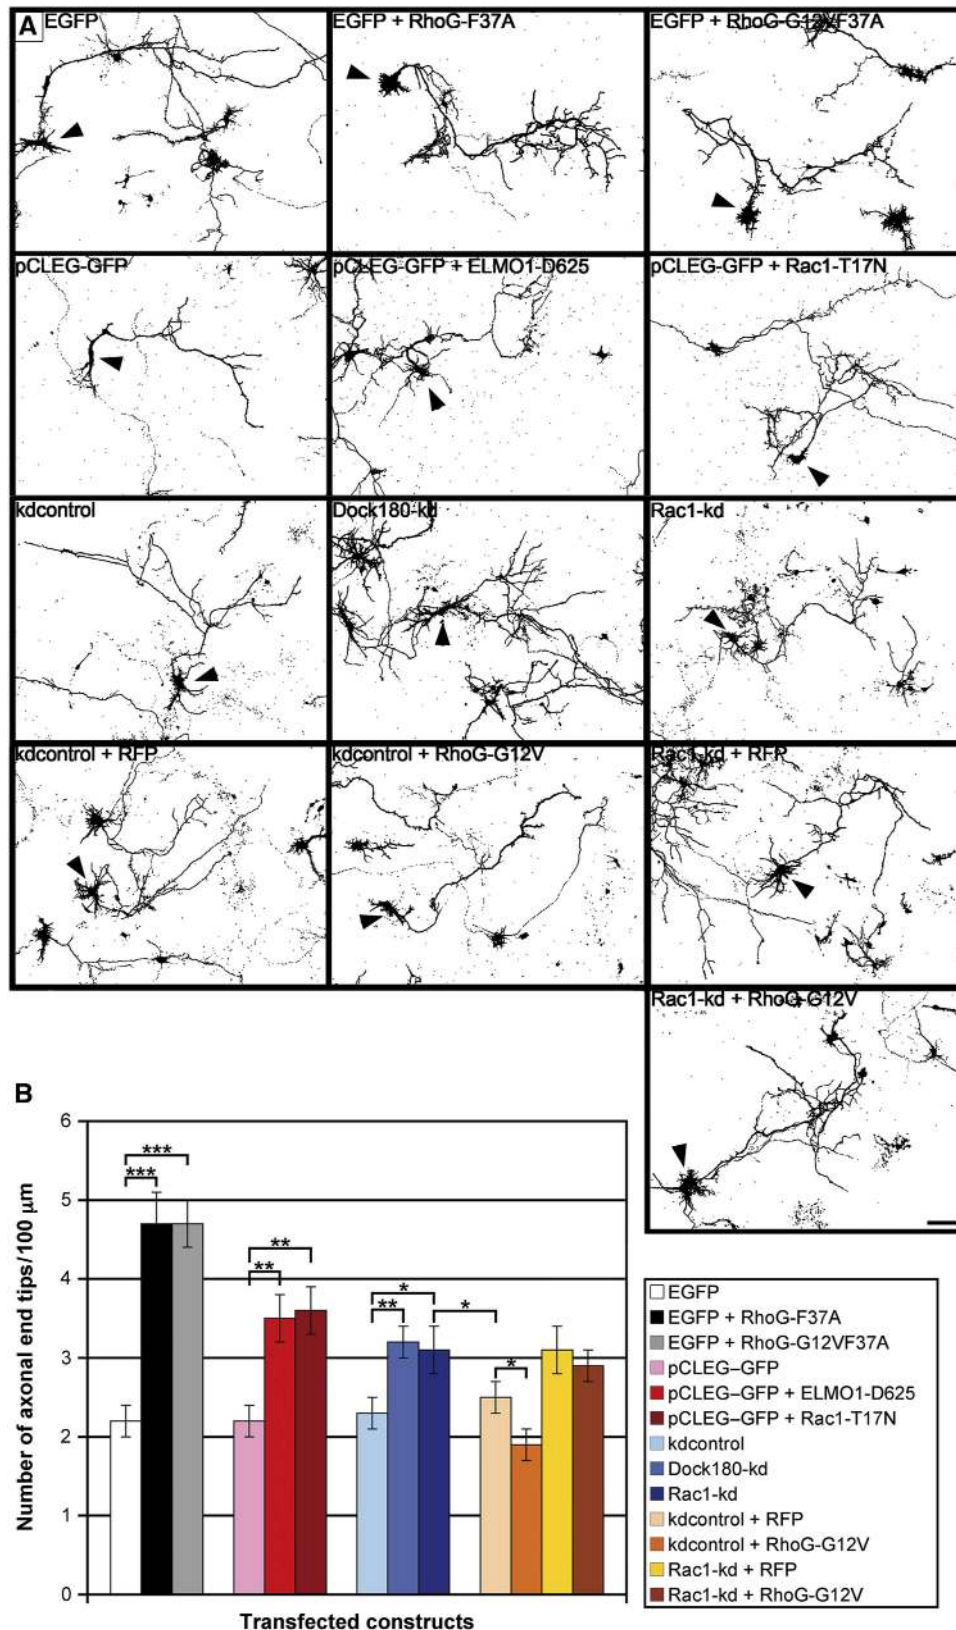 A
EGFP
EGFP + RhoG-F37A
EGFP + RhoG-G12VF37A
pCLEG-GFP
pCLEG-GFP + ELMO1-D625
pCLEG-GFP + Rac1-T17N
kdcontrol
Dock180-kd
Rac1-kd
kdcontrol + RFP
kdcontrol + RhoG-G12V
Rac1-kd + RFP
Rac1-kd + RhoG-G12V
B
Number of axonal end tips/100 µm
6
5
4
3
2
1
0
***
***
**
**
*
**
*
*
Transfected constructs
EGFP
EGFP + RhoG-F37A
EGFP + RhoG-G12VF37A
pCLEG–GFP
pCLEG–GFP + ELMO1-D625
pCLEG–GFP + Rac1-T17N
kdcontrol
Dock180-kd
Rac1-kd
kdcontrol + RFP
kdcontrol + RhoG-G12V
Rac1-kd + RFP
Rac1-kd + RhoG-G12V